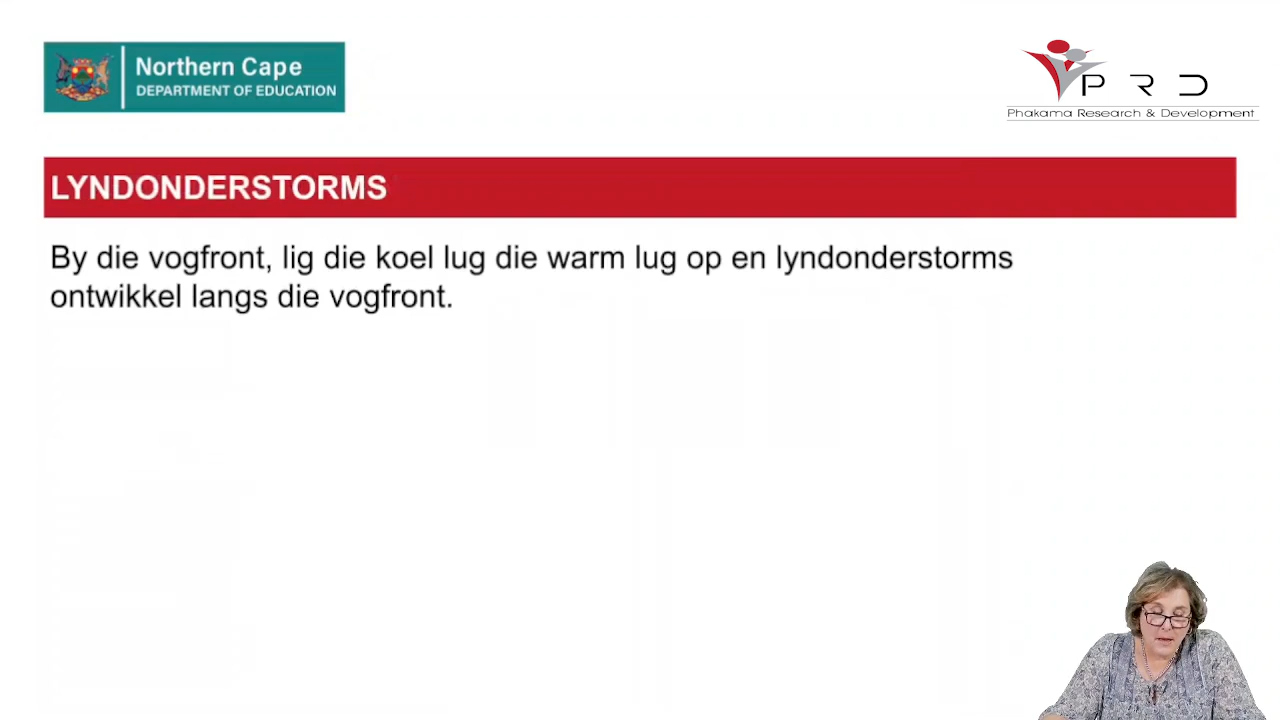 Northern Cape
DEPARTMENT OF EDUCATION
PRD
Phakama Research & Development
LYNDONDERSTORMS
By die vogfront, lig die koel lug die warm lug op en lyndonderstorms
ontwikkel langs die vogfront.